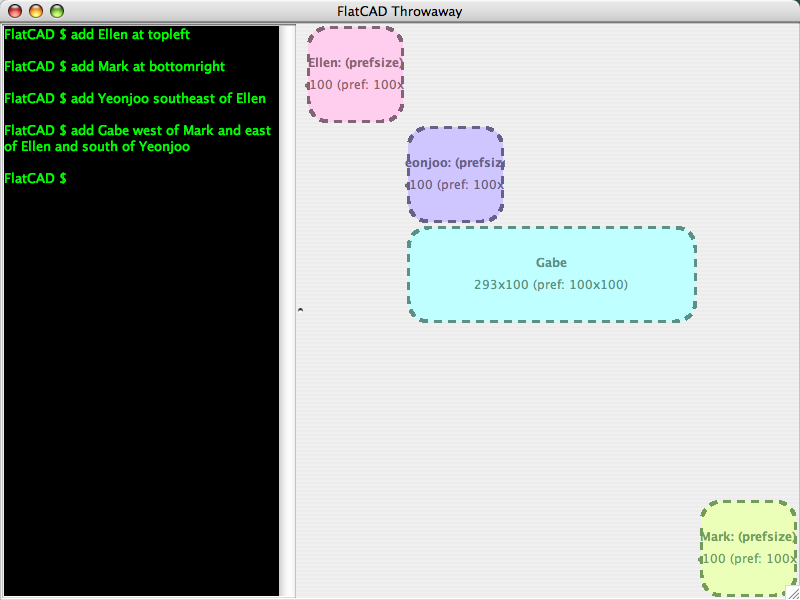 FlatCAD Throwaway
FlatCAD $ add Ellen at topleft
FlatCAD $ add Mark at bottomright
FlatCAD $ add Yeonjoo southeast of Ellen
FlatCAD $ add Gabe west of Mark and east
of Ellen and south of Yeonjoo
FlatCAD $
Ellen: (prefsize)
100 (pref: 100x
eonjoo: (prefsiz
100 (pref: 100x
Gabe
293x100 (pref: 100x100)
Mark: (prefsize)
100 (pref: 100x